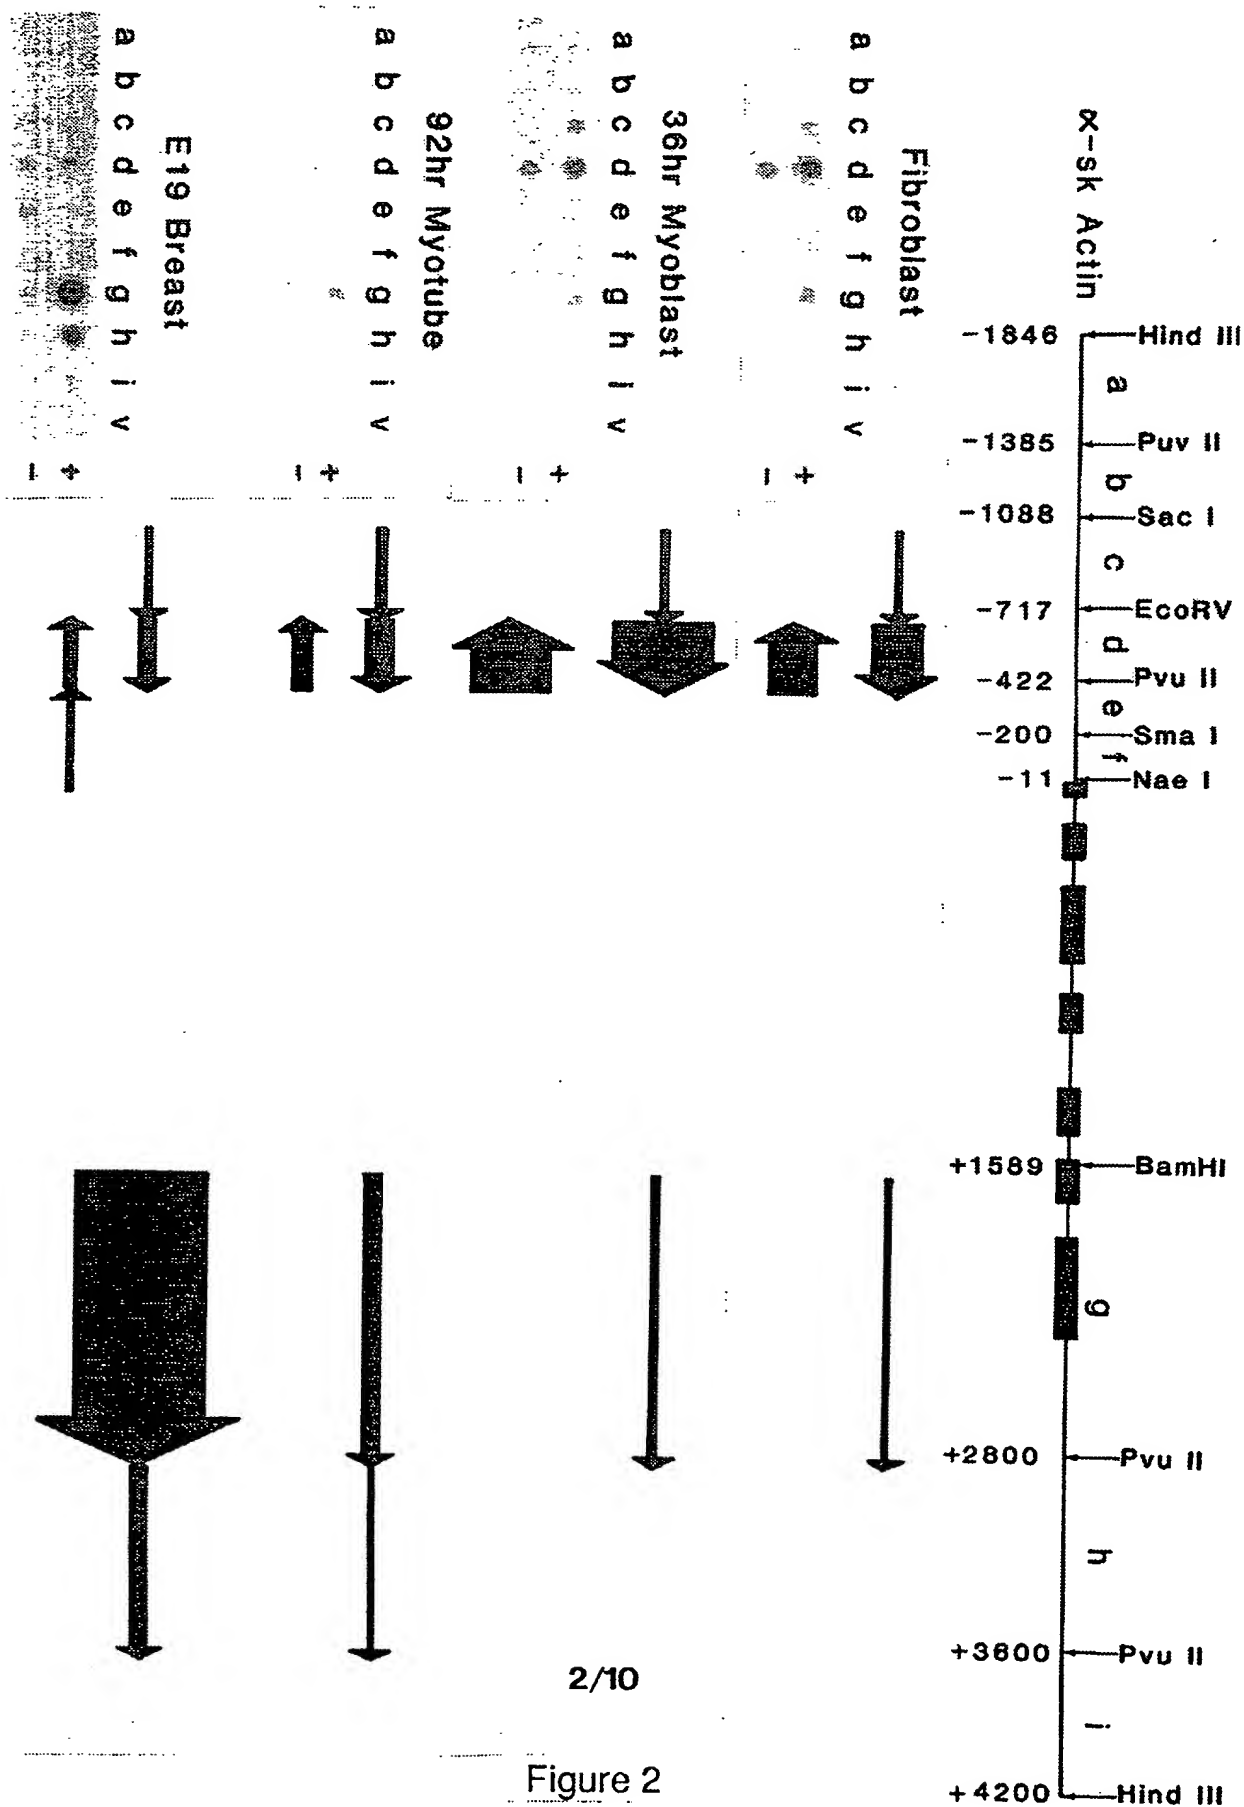 α-sk Actin
-1846 Hind III
a
-1385 Puv II
b
-1088 Sac I
c
-717 EcoRV
d
-422 Pvu II
e
-200 Sma I
f
-11 Nae I
+1589 BamHI
g
+2800 Pvu II
h
+3600 Pvu II
i
+4200 Hind III
Fibroblast
a b c d e f g h i v
+
-
36hr Myoblast
a b c d e f g h i v
+
-
92hr Myotube
a b c d e f g h i v
+
-
E19 Breast
a b c d e f g h i v
+
-
2/10
Figure 2